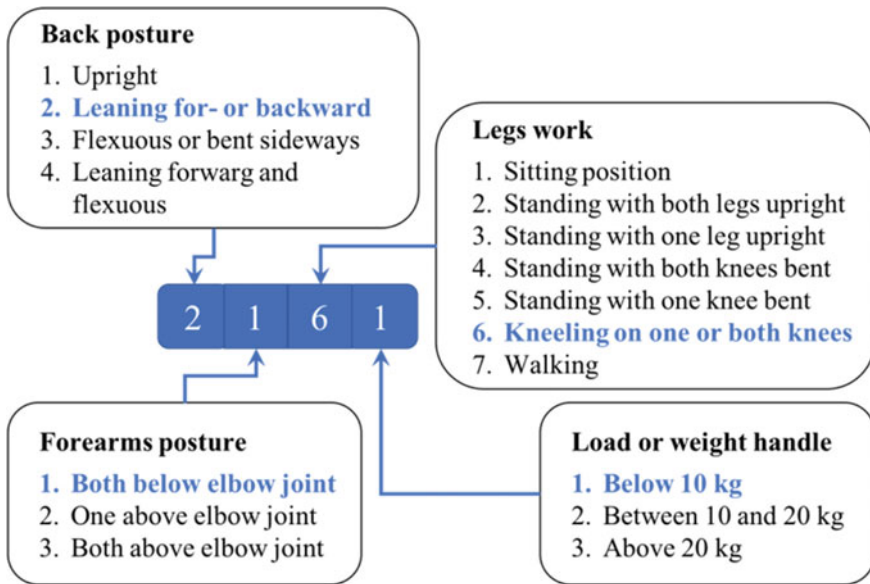 Back posture
1. Upright
2. Leaning for- or backward
3. Flexuous or bent sideways
4. Leaning forwarg and
flexuous
Legs work
1. Sitting position
2. Standing with both legs upright
3. Standing with one leg upright
4. Standing with both knees bent
5. Standing with one knee bent
6. Kneeling on one or both knees
7. Walking
2 1 6 1
Forearms posture
1. Both below elbow joint
2. One above elbow joint
3. Both above elbow joint
Load or weight handle
1. Below 10 kg
2. Between 10 and 20 kg
3. Above 20 kg